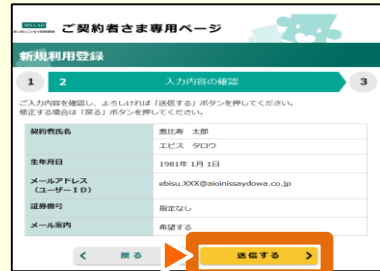 MS&AD
ご契約者さま専用ページ
新規利用登録
1 2 入力内容の確認 3
ご入力内容を確認し、よろしければ「送信する」ボタンを押してください。
修正する場合は「戻る」ボタンを押してください。
契約者氏名 恵比寿 太郎
エビス タロウ
生年月日 1981年 1月 1日
メールアドレス
(ユーザーID) ebisu.XXX@aioinissaydowa.co.jp
証券番号 指定なし
メール案内 希望する
戻る 送信する